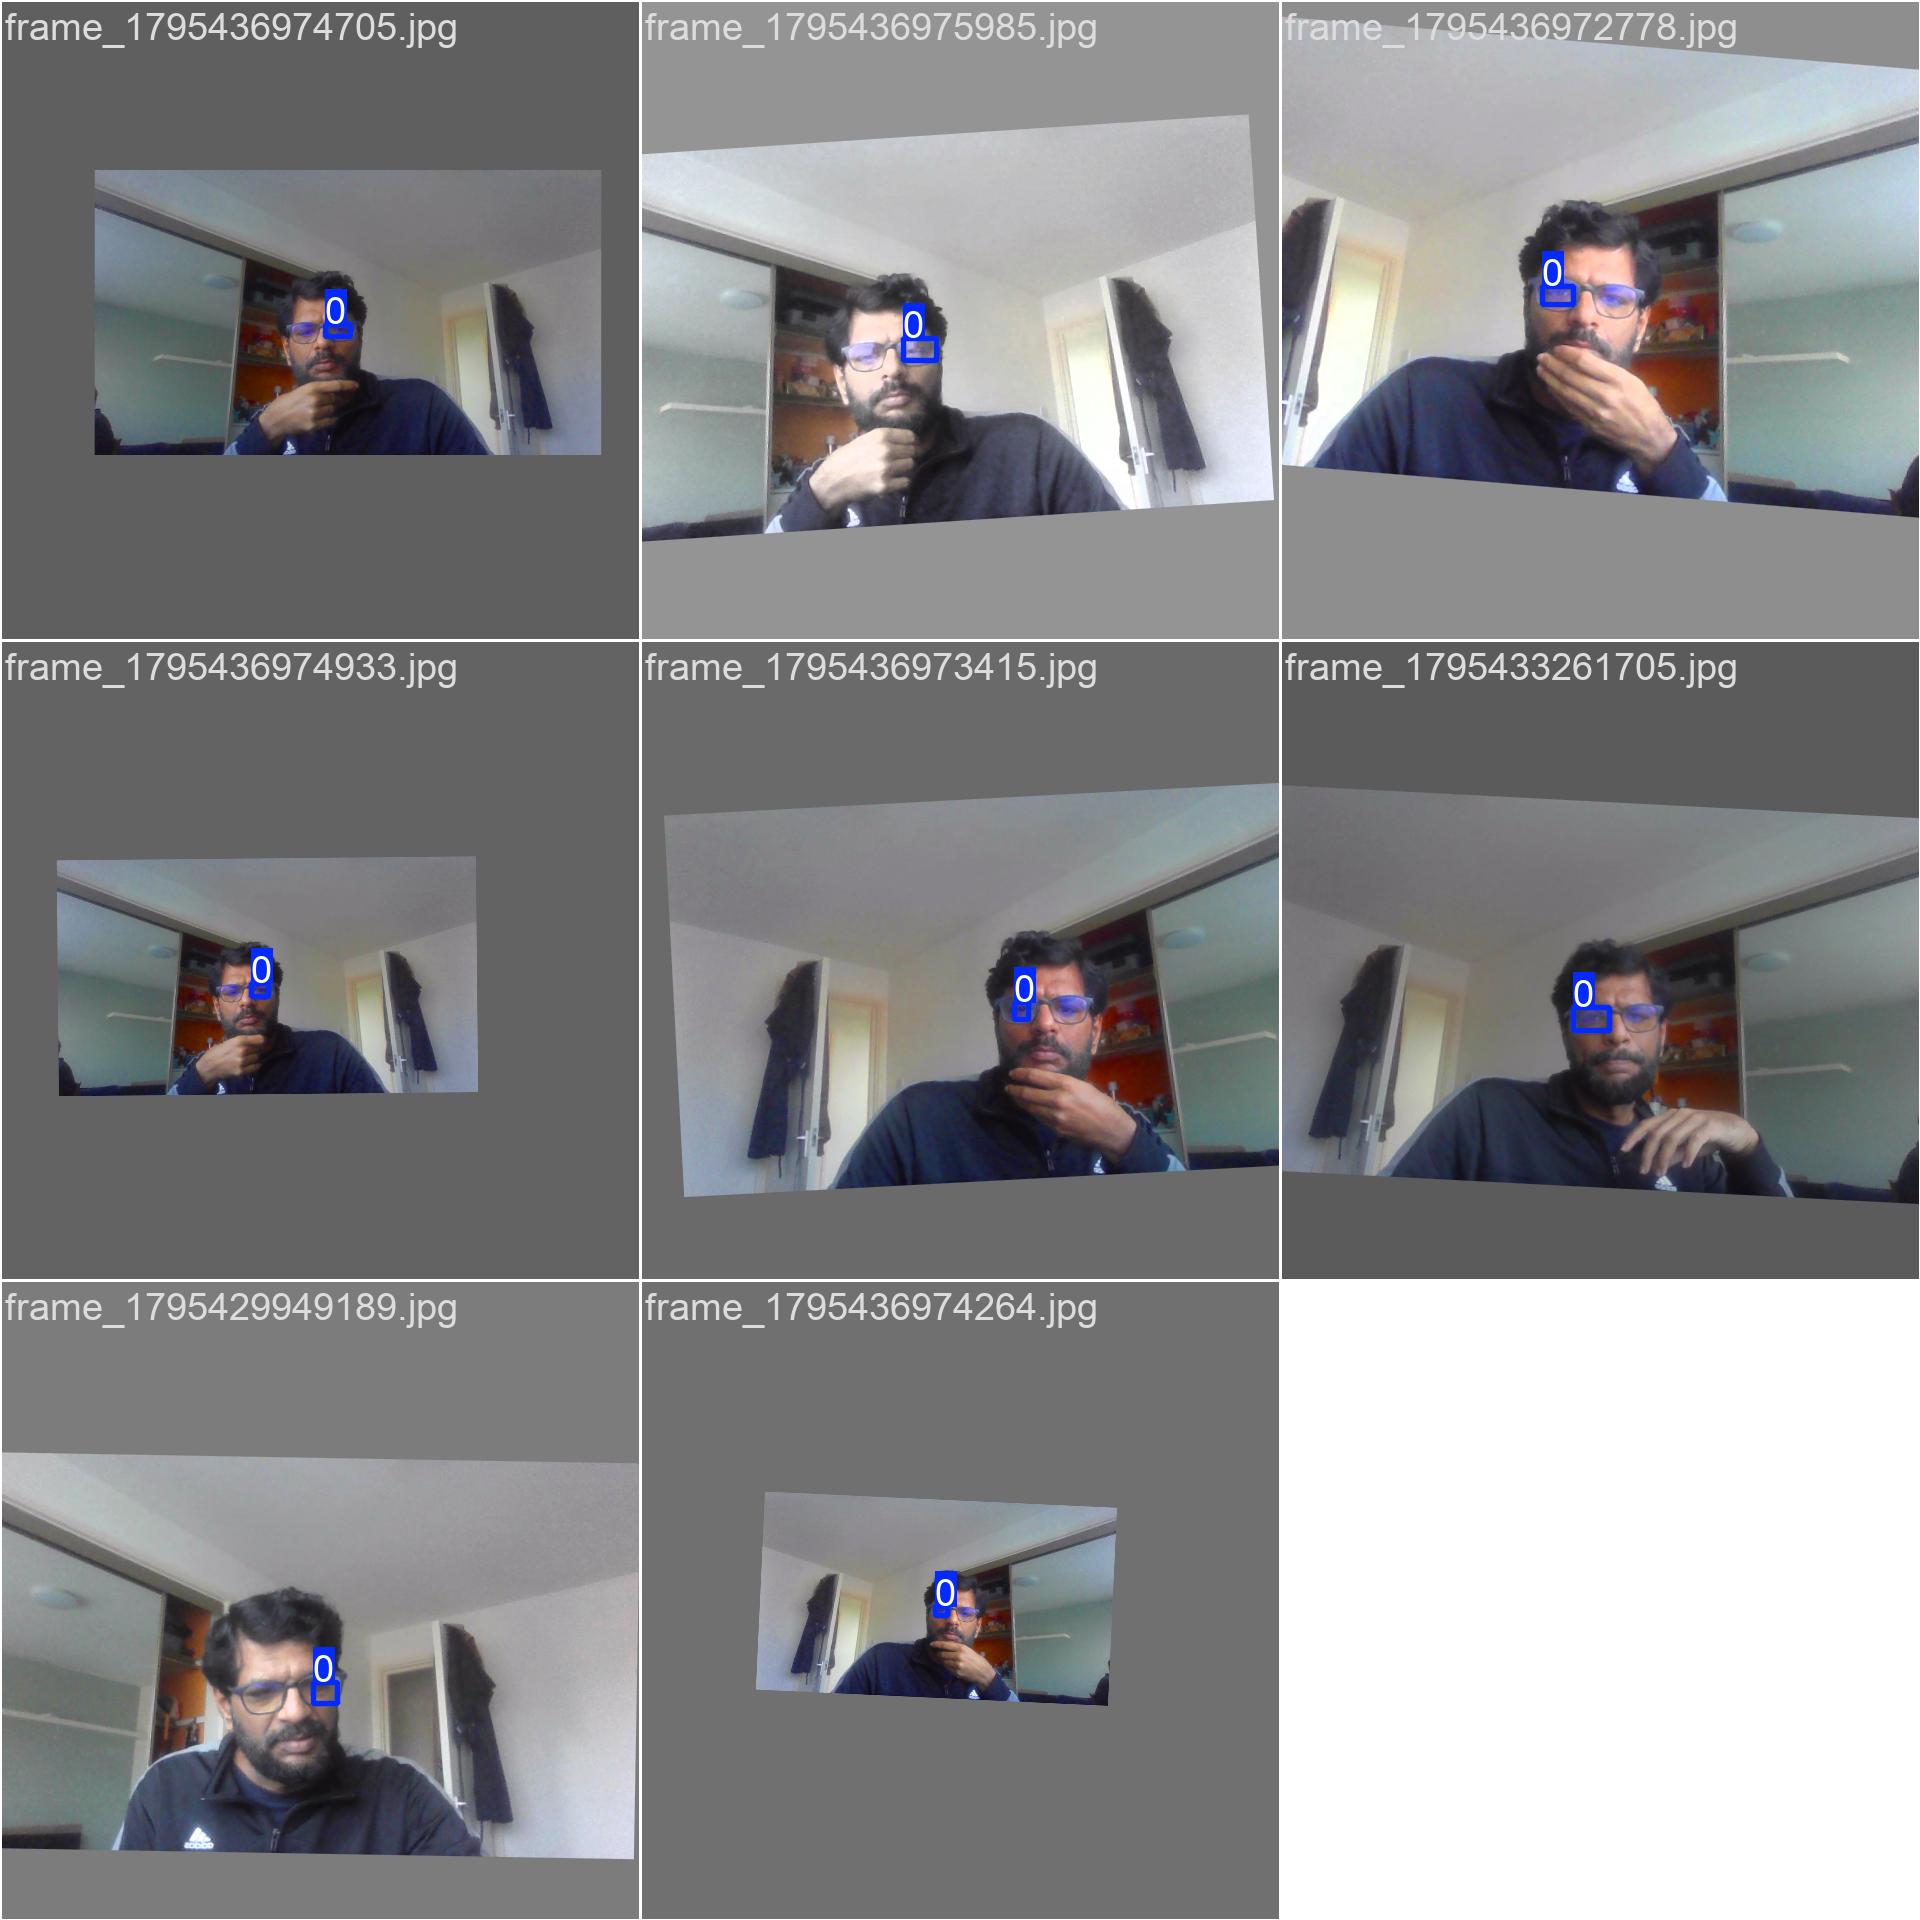 frame_1795436974705.jpg
frame_1795436975985.jpg
frame_1795436972778.jpg
0
0
0
frame_1795436974933.jpg
frame_1795436973415.jpg
frame_1795433261705.jpg
0
0
0
frame_1795429949189.jpg
frame_1795436974264.jpg
0
0
adidas